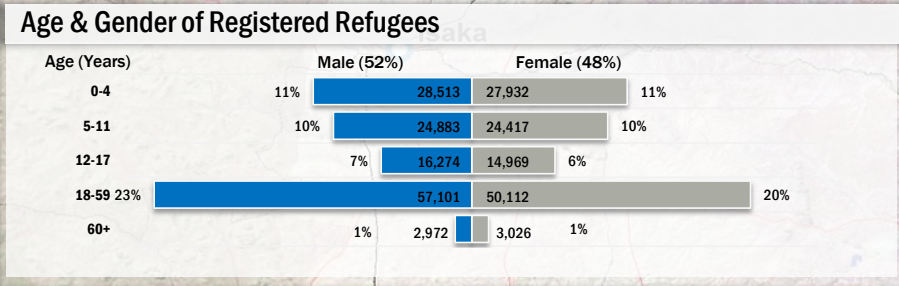 Age & Gender of Registered Refugees
Age (Years) Male (52%) Female (48%)
0-4 11% 28,513 27,932 11%
5-11 10% 24,883 24,417 10%
12-17 7% 16,274 14,969 6%
18-59 23% 57,101 50,112 20%
60+ 1% 2,972 3,026 1%